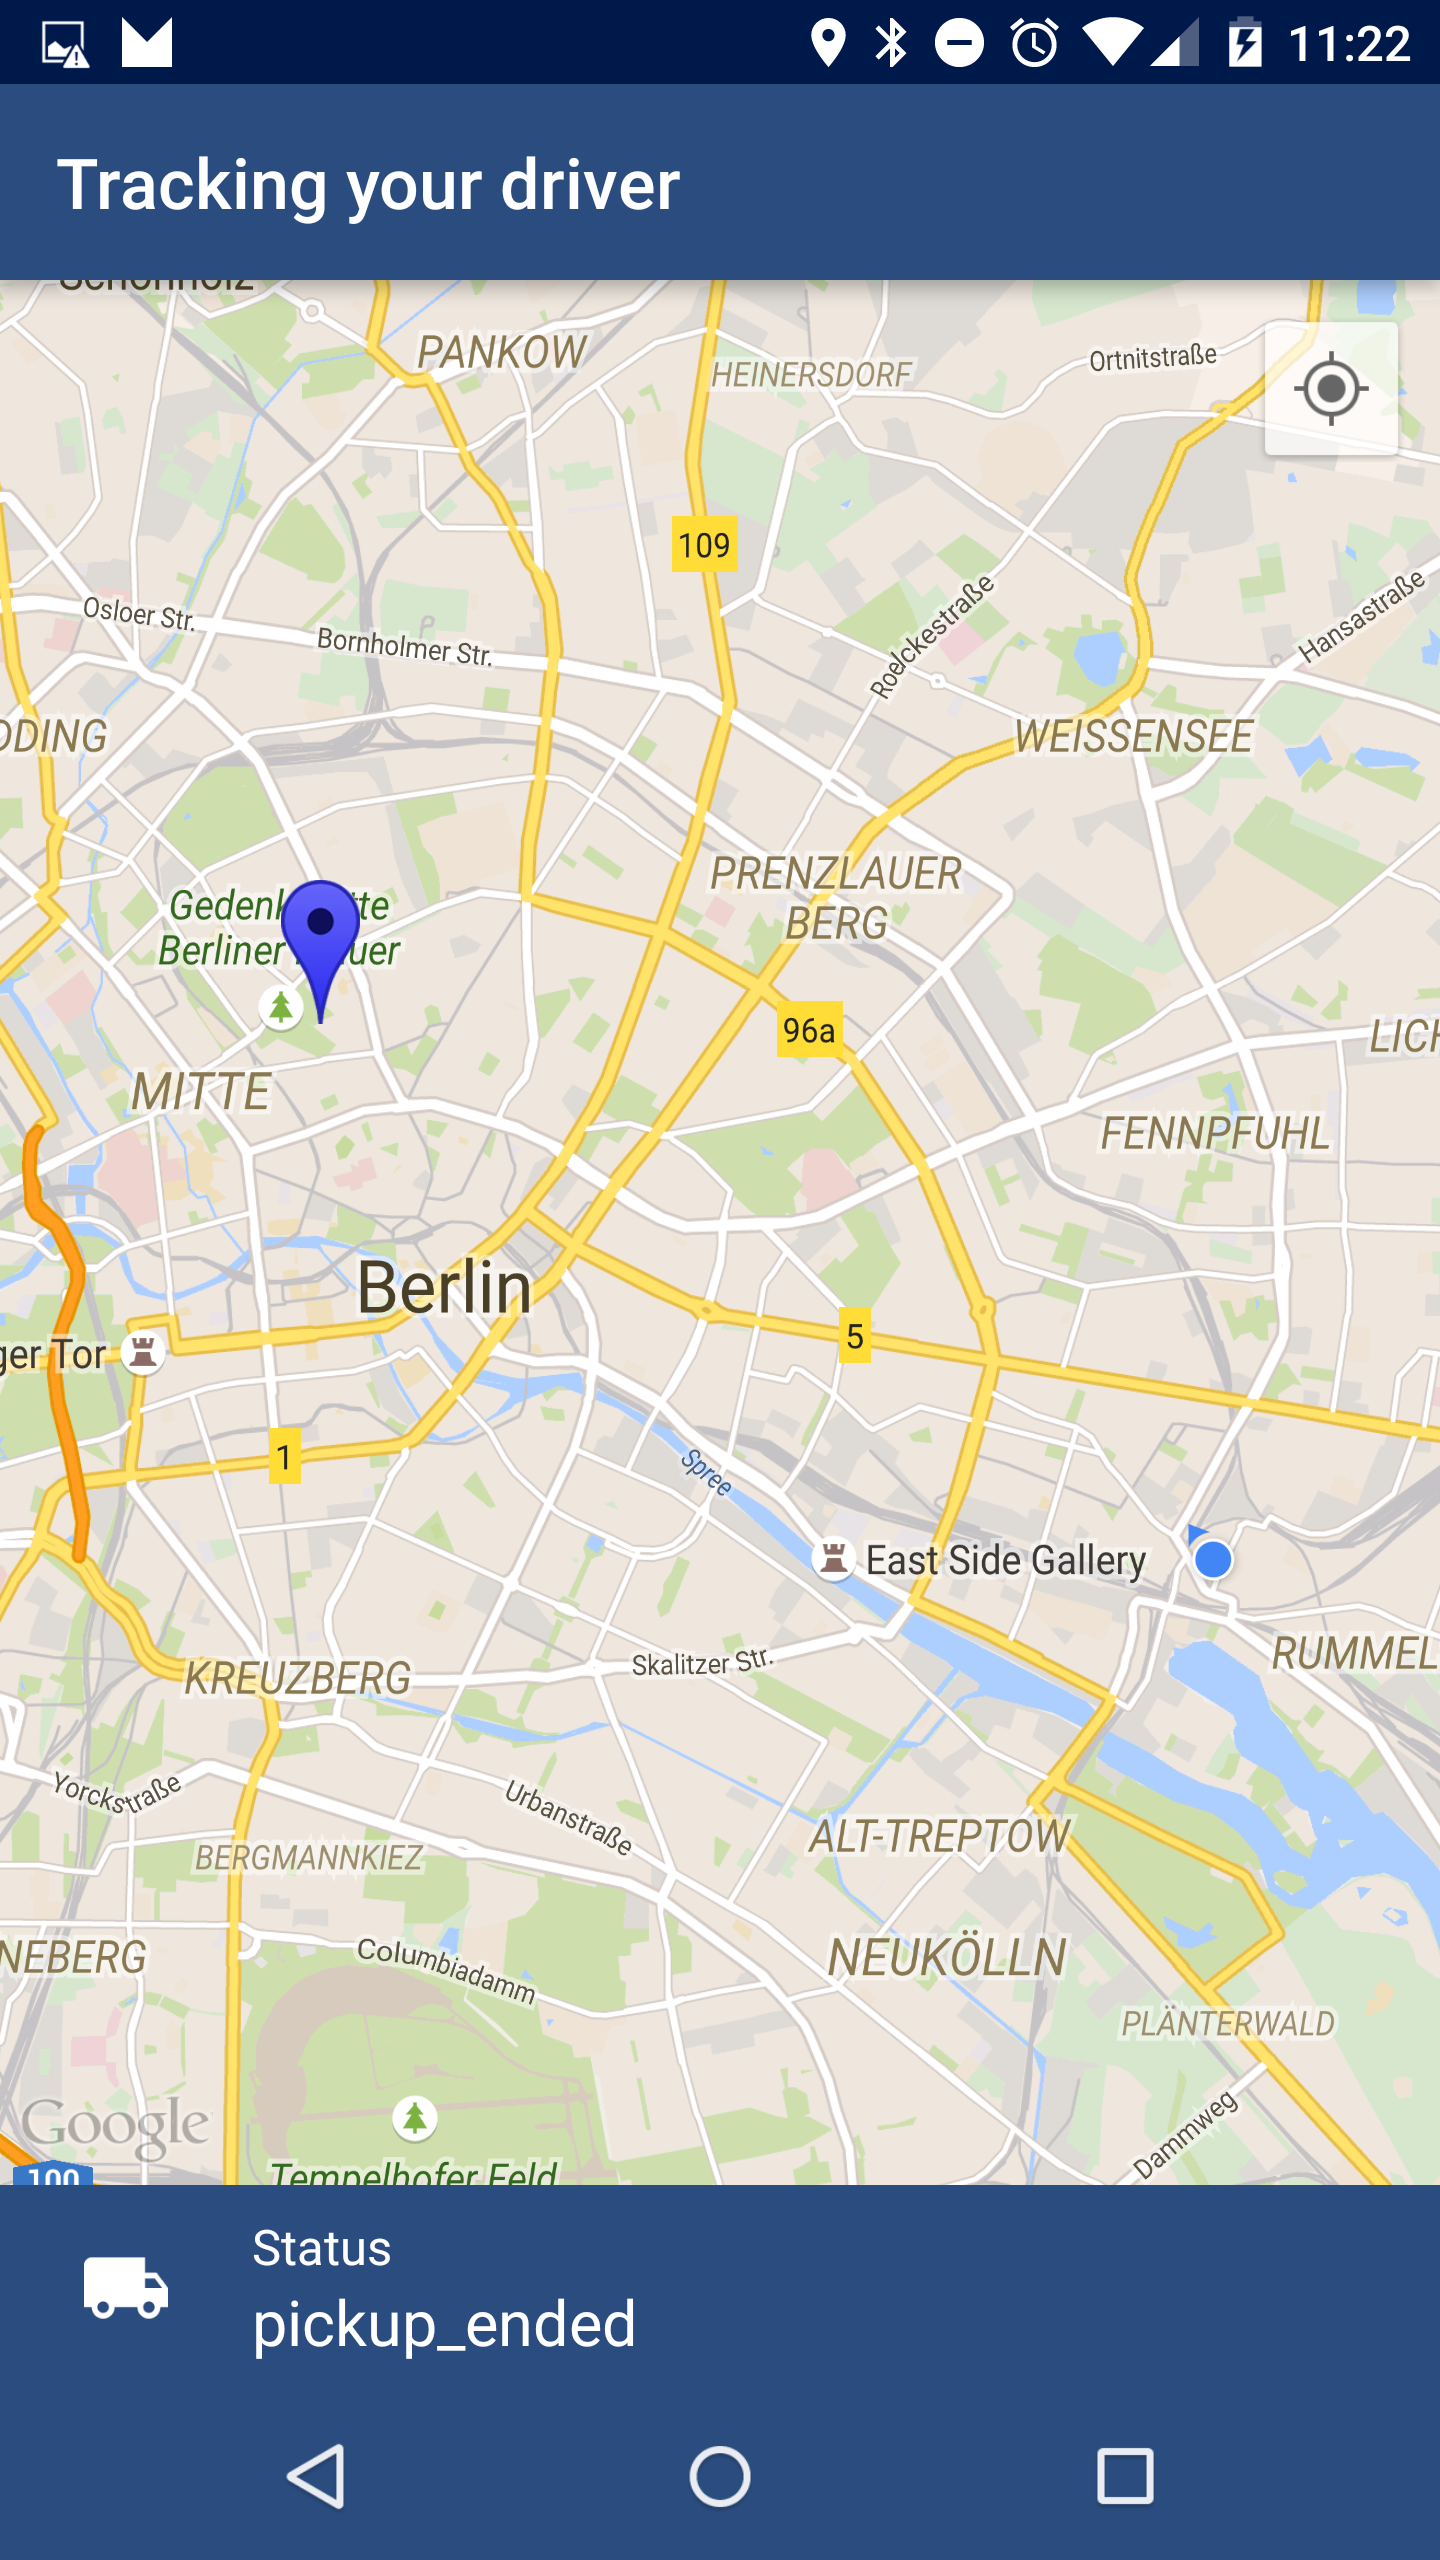 11:22
Tracking your driver
PANKOW
HEINERSDORF
Ortnitstraße
109
Osloer Str.
Bornholmer Str.
Roelckestraße
Hansastraße
DDING
WEISSENSEE
PRENZLAUER
BERG
Berliner
96a
LICH
MITTE
FENNPFUHL
Berlin
5
ger Tor
1
Spree
East Side Gallery
KREUZBERG
Skalitzer Str.
RUMMEL
Yorckstraße
Urbanstraße
ALT-TREPTOW
BERGMANNKIEZ
NEBERG
Columbiadamm
NEUKÖLLN
PLÄNTERWALD
Google
Dammweg
100
Tempelhofer Feld
Status
pickup_ended